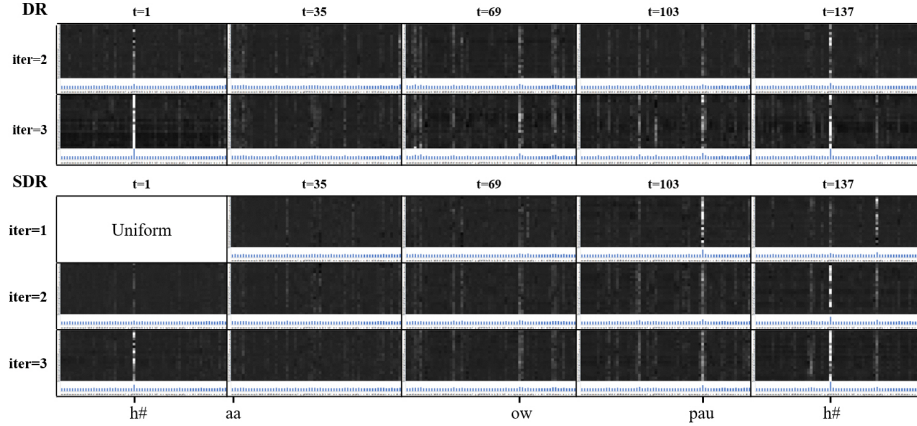 DR t=1 t=35 t=69 t=103 t=137
iter=2
iter=3
SDR t=1 t=35 t=69 t=103 t=137
iter=1 Uniform
iter=2
iter=3
h# aa ow pau h#